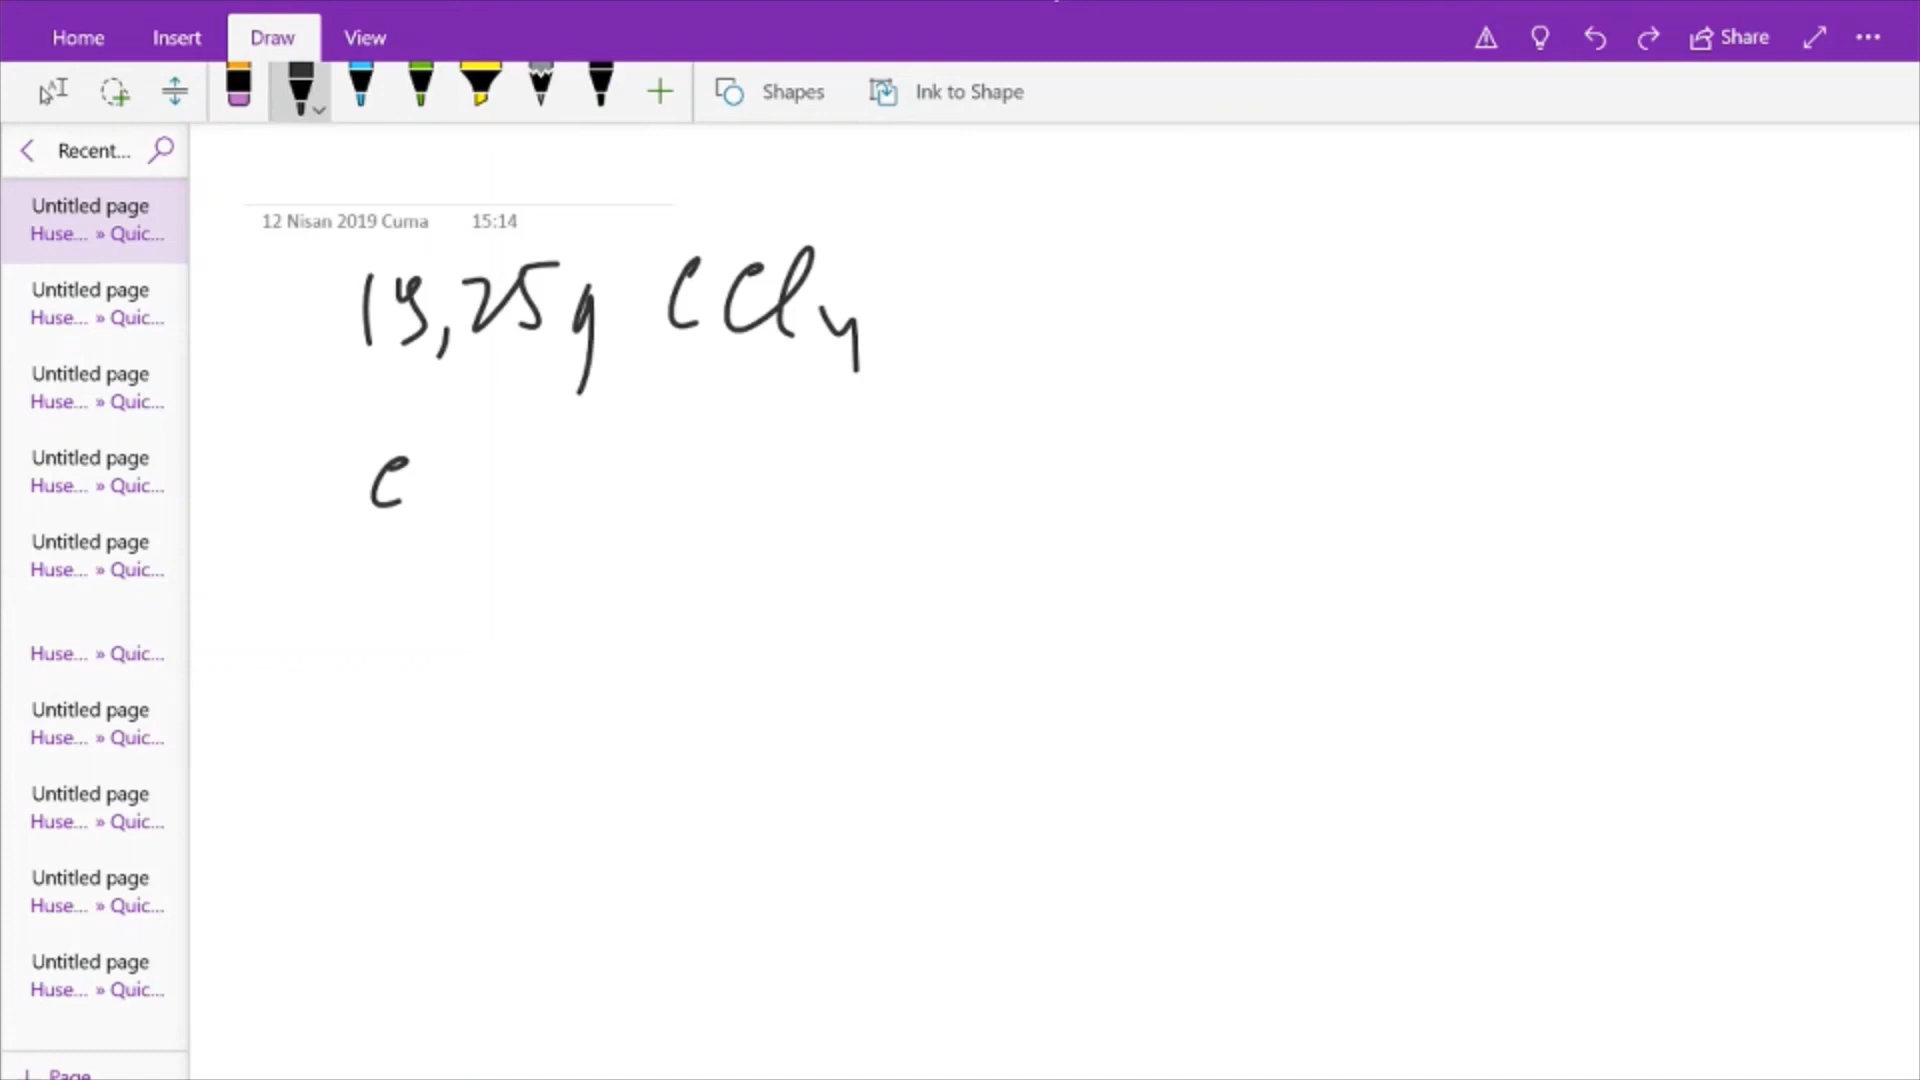 Home Insert Draw View Share
Shapes Ink to Shape
Recent...
Untitled page
Huse... » Quic...
Untitled page
Huse... » Quic...
Untitled page
Huse... » Quic...
Untitled page
Huse... » Quic...
Untitled page
Huse... » Quic...
Huse... » Quic...
Untitled page
Huse... » Quic...
Untitled page
Huse... » Quic...
Untitled page
Huse... » Quic...
Untitled page
Huse... » Quic...
Page
12 Nisan 2019 Cuma 15:14
19,25g CCl4
C